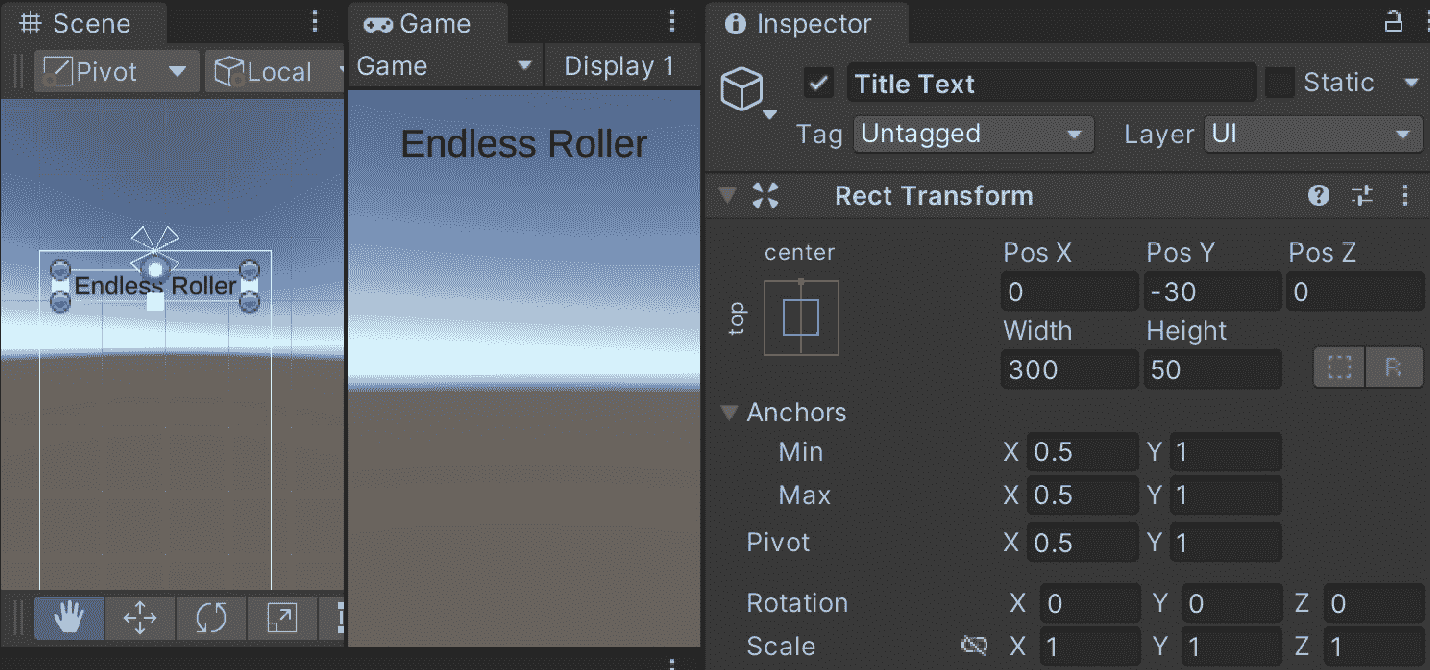 Scene
Pivot
Local
Endless Roller
Game
Game
Display 1
Endless Roller
Inspector
Title Text
Static
Tag
Untagged
Layer
UI
Rect Transform
center
top
Pos X
Pos Y
Pos Z
0
-30
0
Width
Height
300
50
R
Anchors
Min
X 0.5
Y 1
Max
X 0.5
Y 1
Pivot
X 0.5
Y 1
Rotation
X 0
Y 0
Z 0
Scale
X 1
Y 1
Z 1